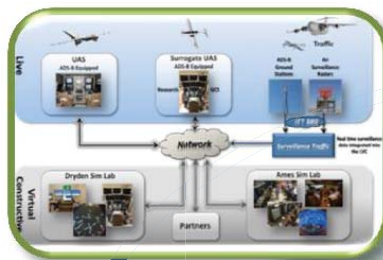 Live
UAS
ADS-B Equipped
Surrogate UAS
ADS-B Equipped
Research
GCS
Traffic
ADS-B
Ground
Stations
Air
Surveillance
Radars
Surveillance Traffic
Real time surveillance
data integrated into
the LVC
Network
Virtual
Constructive
Dryden Sim Lab
Partners
Ames Sim Lab